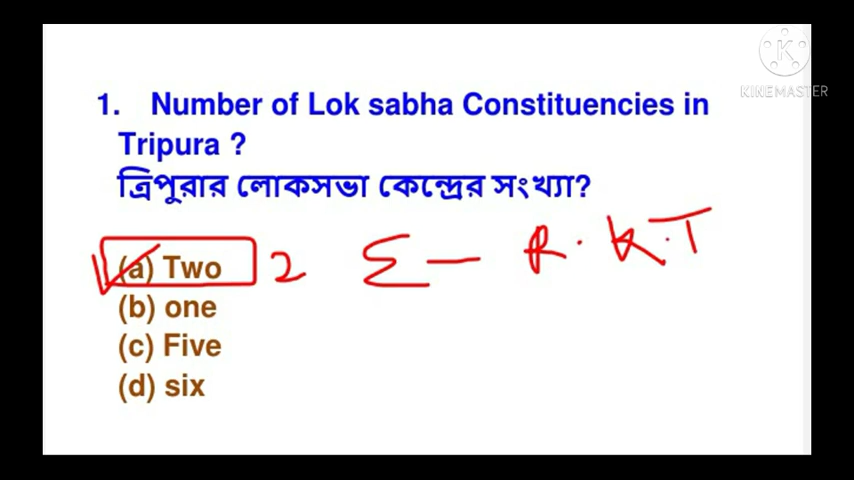 K
KINEMASTER
1. Number of Lok sabha Constituencies in
Tripura ?
ত্রিপুরার লোকসভা কেন্দ্রের সংখ্যা?
(a) Two 2 Σ — R. K.T
(b) one
(c) Five
(d) six